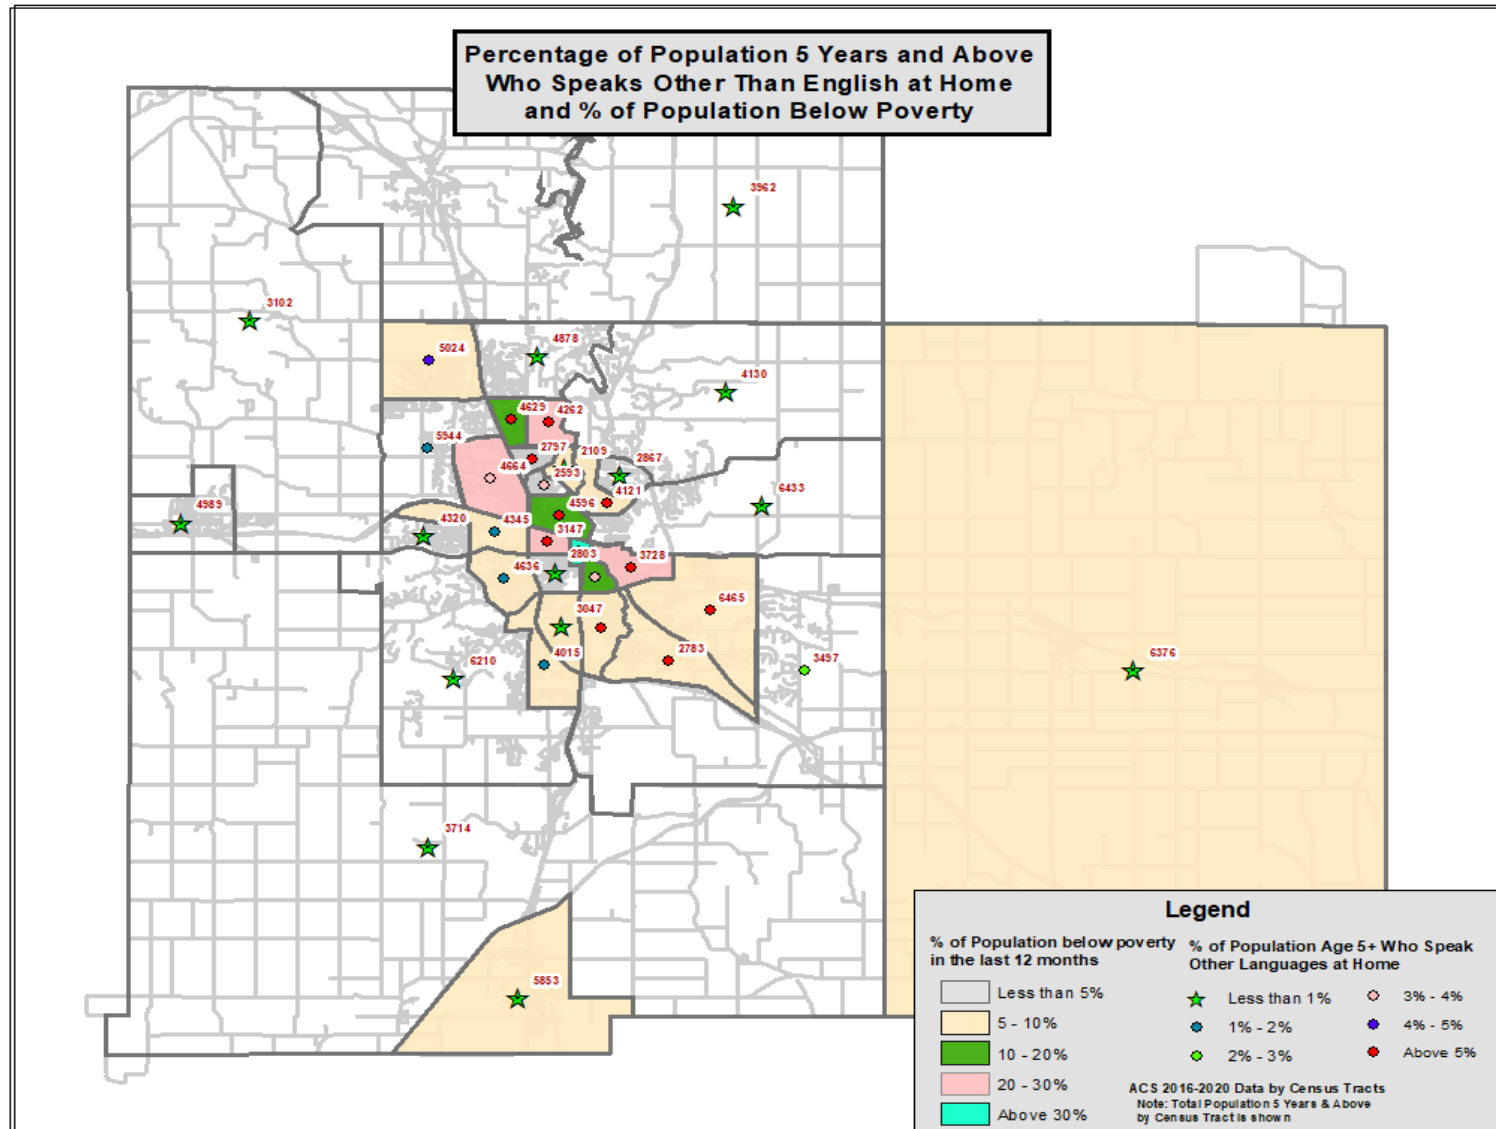 Percentage of Population 5 Years and Above
Who Speaks Other Than English at Home
and % of Population Below Poverty
3962
3102
5024
4878
4130
4629
4262
5944
2797
2109
2867
4664
2593
4121
6433
4989
4596
4320
4345
3147
4636
2803
3728
6465
3047
4015
2783
6210
3497
6376
3714
5853
Legend
% of Population below poverty
in the last 12 months
Less than 5%
5 - 10%
10 - 20%
20 - 30%
Above 30%
% of Population Age 5+ Who Speak
Other Languages at Home
Less than 1%
1% - 2%
2% - 3%
3% - 4%
4% - 5%
Above 5%
ACS 2016-2020 Data by Census Tracts
Note: Total Population 5 Years & Above
by Census Tract is shown